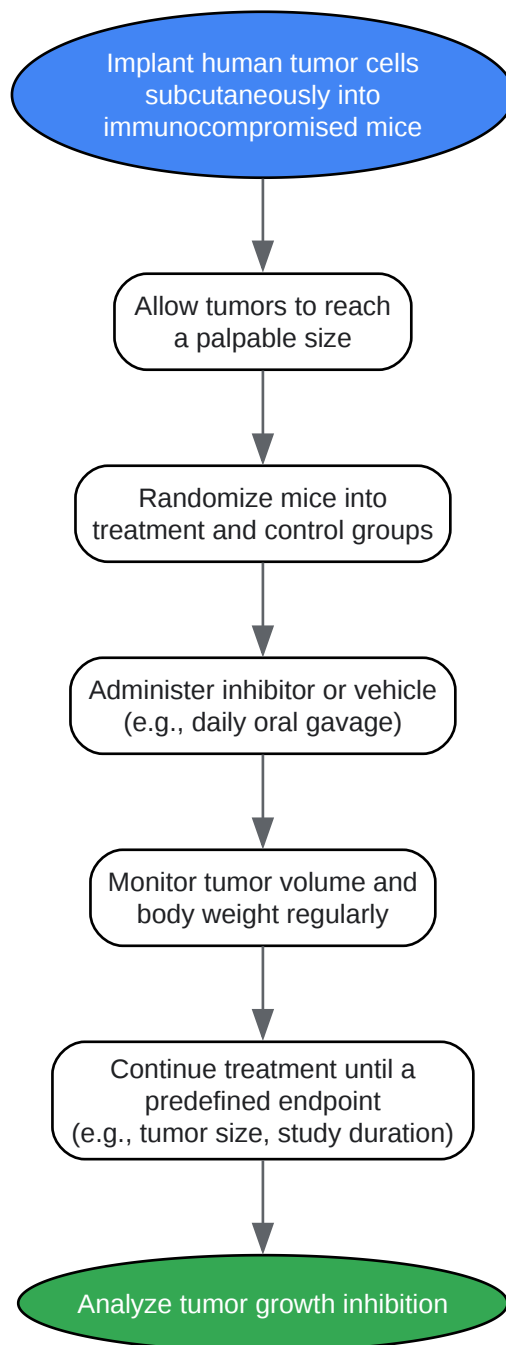 Implant human tumor cells
subcutaneously into
immunocompromised mice
Allow tumors to reach
a palpable size
Randomize mice into
treatment and control groups
Administer inhibitor or vehicle
(e.g., daily oral gavage)
Monitor tumor volume and
body weight regularly
Continue treatment until a
predefined endpoint
(e.g., tumor size, study duration)
Analyze tumor growth inhibition